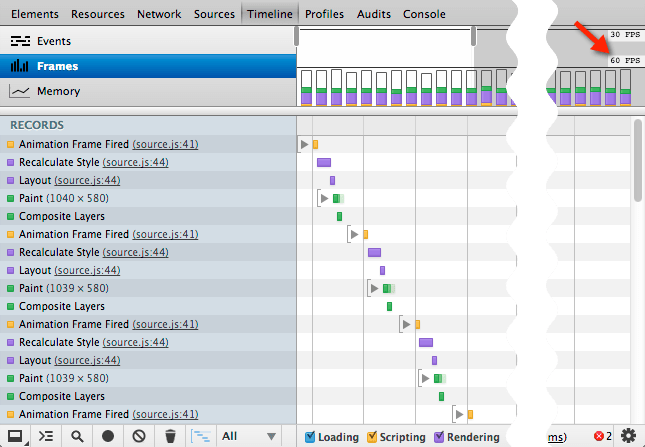 Elements Resources Network Sources Timeline Profiles Audits Console
30 FPS
Events
60 FPS
Frames
Memory
RECORDS
Animation Frame Fired (source.js:41)
Recalculate Style (source.js:44)
Layout (source.js:44)
Paint (1040 × 580)
Composite Layers
Animation Frame Fired (source.js:41)
Recalculate Style (source.js:44)
Layout (source.js:44)
Paint (1039 × 580)
Composite Layers
Animation Frame Fired (source.js:41)
Recalculate Style (source.js:44)
Layout (source.js:44)
Paint (1039 × 580)
Composite Layers
Animation Frame Fired (source.js:41)
All Loading Scripting Rendering ms) 2